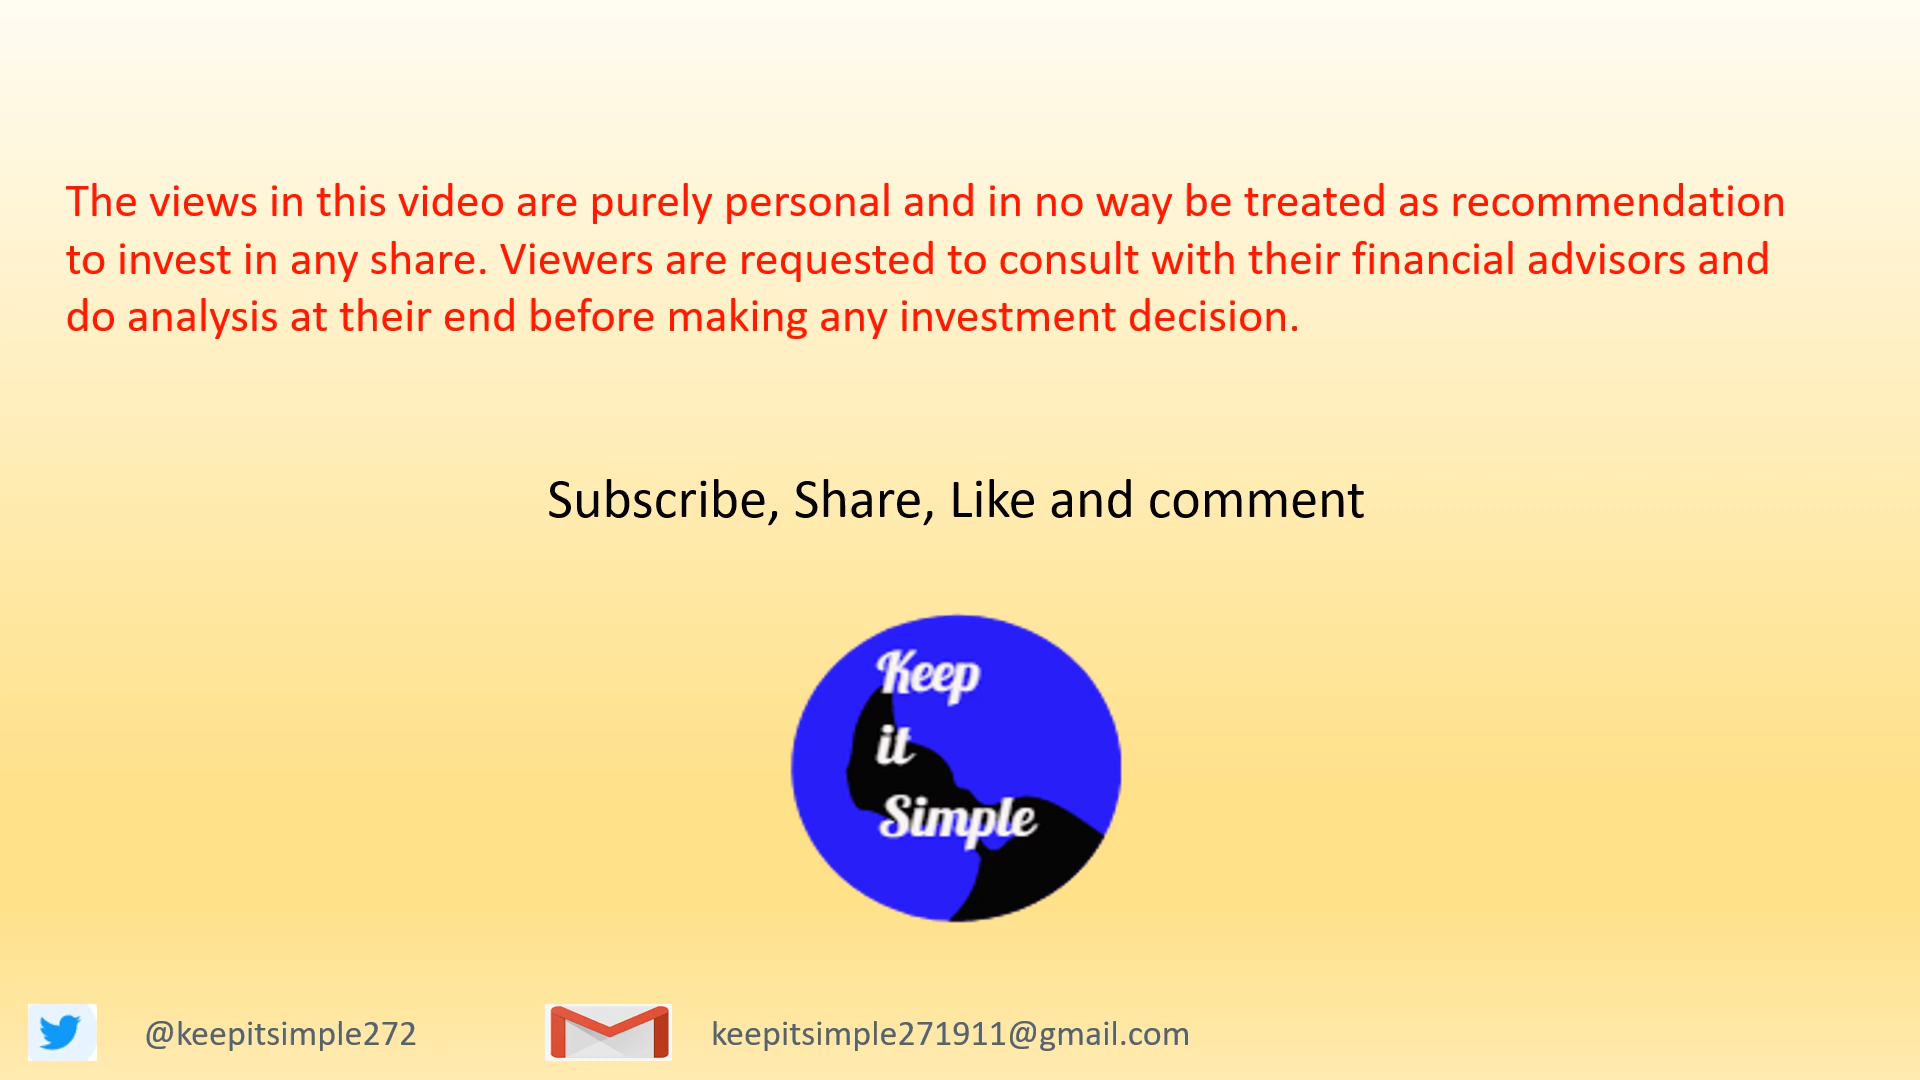 The views in this video are purely personal and in no way be treated as recommendation
to invest in any share. Viewers are requested to consult with their financial advisors and
do analysis at their end before making any investment decision.
Subscribe, Share, Like and comment
Keep
it
Simple
@keepitsimple272
keepitsimple271911@gmail.com